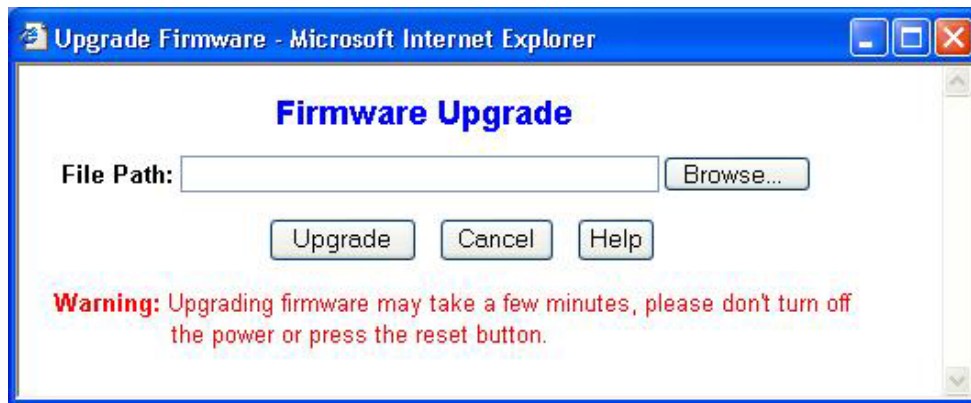 Upgrade Firmware - Microsoft Internet Explorer
Firmware Upgrade
File Path: Browse...
Upgrade Cancel Help
Warning: Upgrading firmware may take a few minutes, please don't turn off
the power or press the reset button.